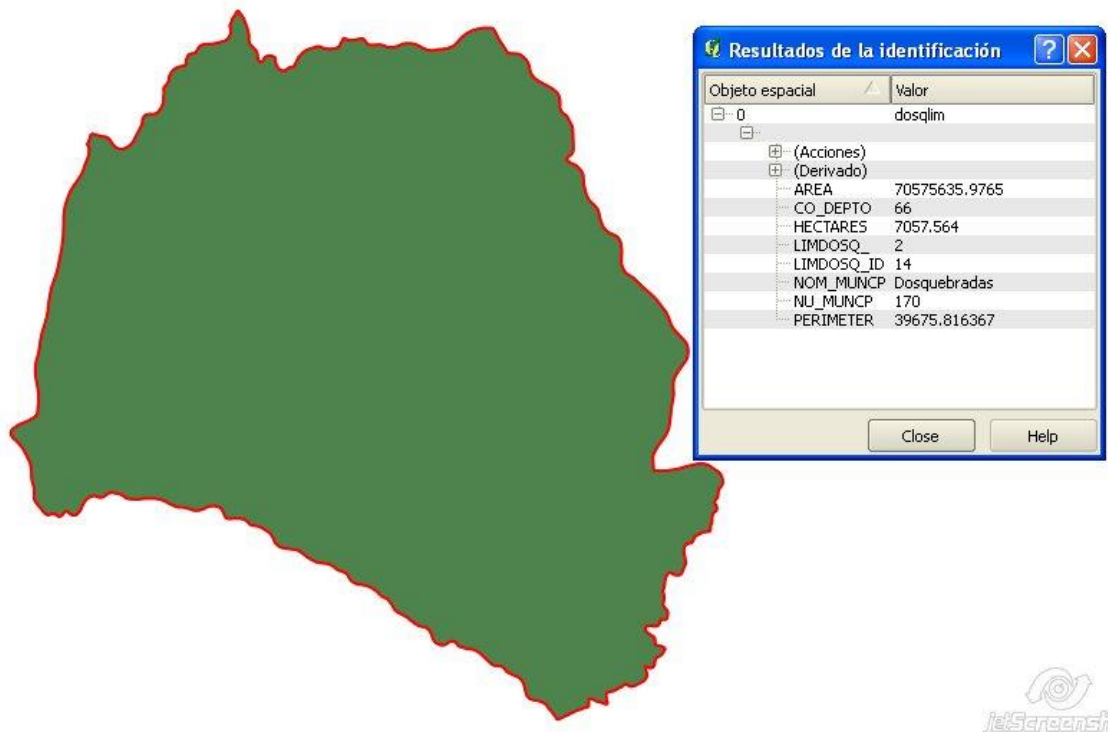 Resultados de la identificación
Objeto espacial Valor
0 dosqlim
(Acciones)
(Derivado)
AREA 70575635.9765
CO_DEPTO 66
HECTARES 7057.564
LIMDOSQ_ 2
LIMDOSQ_ID 14
NOM_MUNCP Dosquebradas
NU_MUNCP 170
PERIMETER 39675.816367
Close Help
jetScreensh